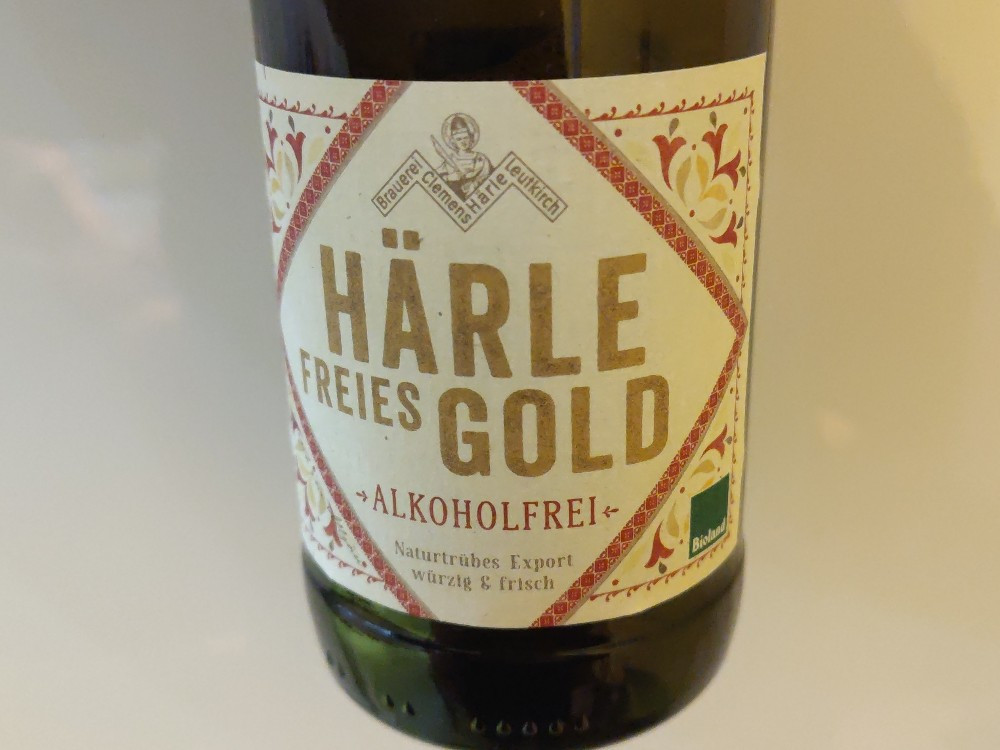 Brauerei Clemens Härle Leutkirch
HÄRLE
FREIES
GOLD
ALKOHOLFREI
Naturtrübes Export
würzig & frisch
Bioland